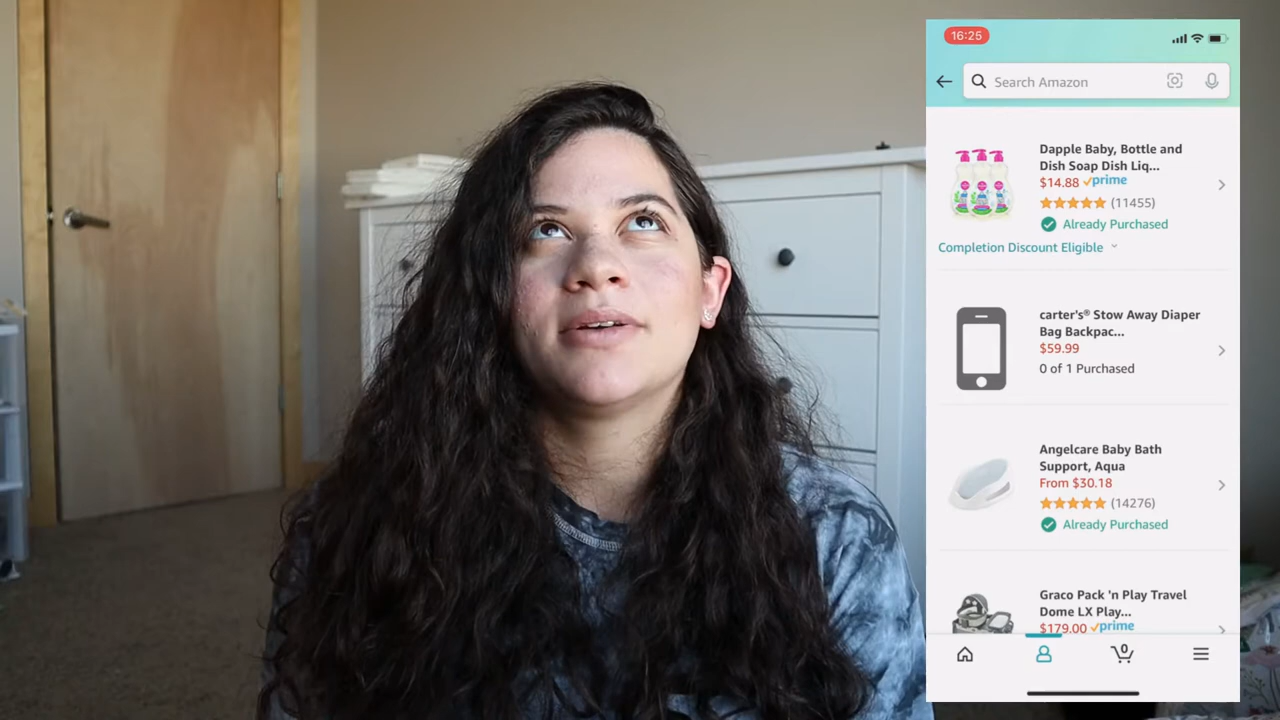 16:25
Search Amazon
Dapple Baby, Bottle and
Dish Soap Dish Liq...
$14.88 prime
(11455)
Already Purchased
Completion Discount Eligible
carter's® Stow Away Diaper
Bag Backpac...
$59.99
0 of 1 Purchased
Angelcare Baby Bath
Support, Aqua
From $30.18
(14276)
Already Purchased
Graco Pack 'n Play Travel
Dome LX Play...
$179.00 prime
0